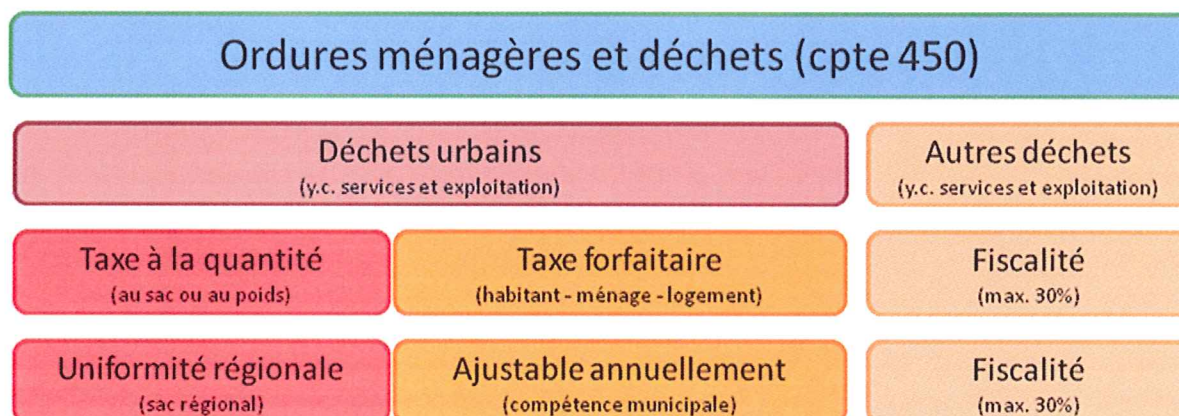 Ordures ménagères et déchets (cpte 450)
Déchets urbains
(y.c. services et exploitation)
Autres déchets
(y.c. services et exploitation)
Taxe à la quantité
(au sac ou au poids)
Taxe forfaitaire
(habitant - ménage - logement)
Fiscalité
(max. 30%)
Uniformité régionale
(sac régional)
Ajustable annuellement
(compétence municipale)
Fiscalité
(max. 30%)